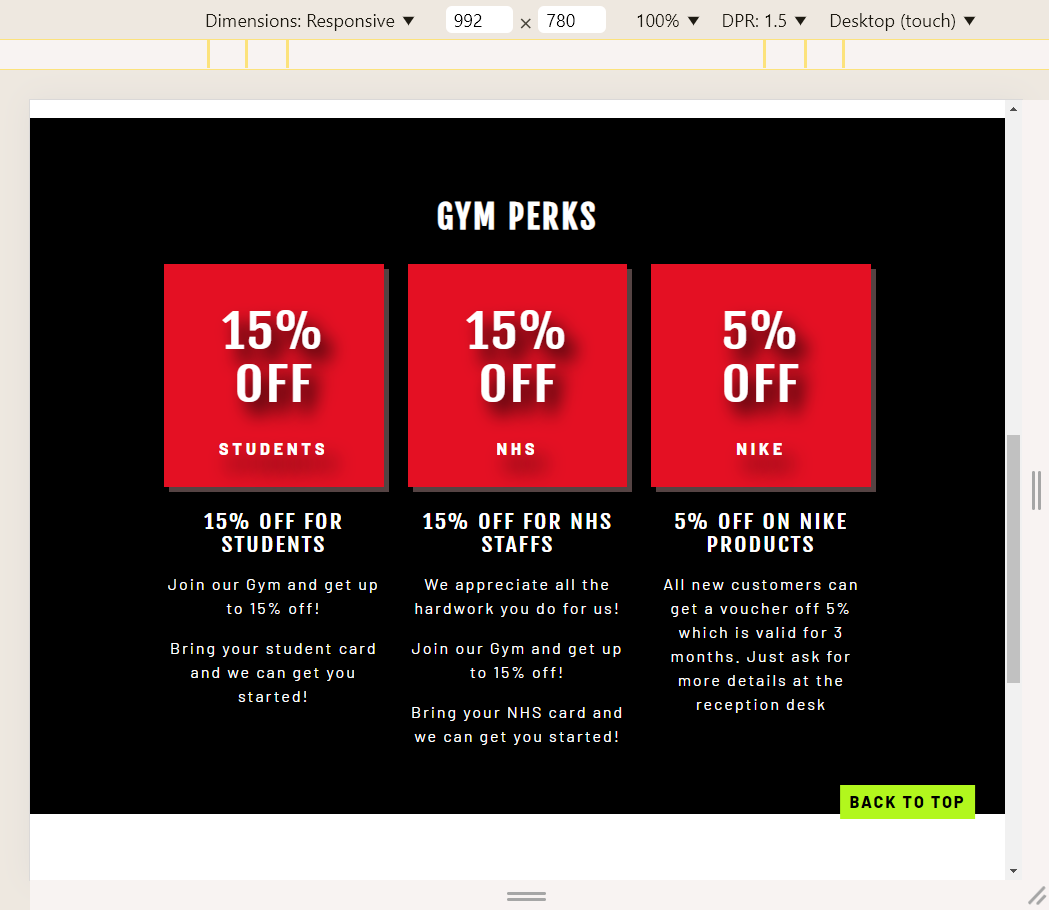 Dimensions: Responsive ▼ 992 × 780 100% ▼ DPR: 1.5 ▼ Desktop (touch) ▼
GYM PERKS
15%
OFF
STUDENTS
15% OFF FOR
STUDENTS
Join our Gym and get up
to 15% off!
Bring your student card
and we can get you
started!
15%
OFF
NHS
15% OFF FOR NHS
STAFFS
We appreciate all the
hardwork you do for us!
Join our Gym and get up
to 15% off!
Bring your NHS card and
we can get you started!
5%
OFF
NIKE
5% OFF ON NIKE
PRODUCTS
All new customers can
get a voucher off 5%
which is valid for 3
months. Just ask for
more details at the
reception desk
BACK TO TOP